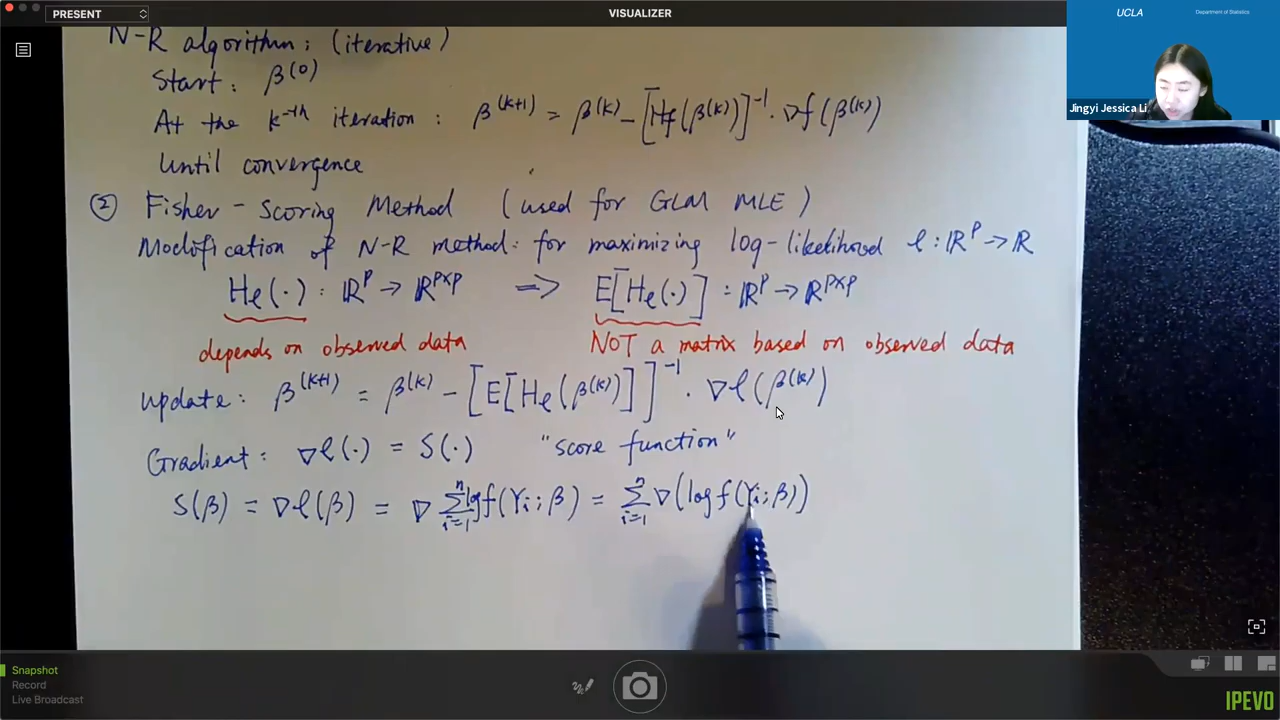 PRESENT
VISUALIZER
UCLA
Department of Statistics
Jingyi Jessica Li
N-R algorithm: (iterative)
Start: β^(0)
At the k-th iteration: β^(k+1) = β^(k) - [Hf(β^(k))]^-1 · ∇f(β^(k))
Until convergence
② Fisher-Scoring Method (used for GLM MLE)
Modification of N-R method: for maximizing log-likelihood ℓ: ℝ^p → ℝ
Hℓ(·): ℝ^p → ℝ^p×p ⇒ E[Hℓ(·)]: ℝ^p → ℝ^p×p
depends on observed data NOT a matrix based on observed data
Update: β^(k+1) = β^(k) - [E[Hℓ(β^(k))]]^-1 · ∇ℓ(β^(k))
Gradient: ∇ℓ(·) = S(·) "score function"
S(β) = ∇ℓ(β) = ∇ Σ_{i=1}^n log f(Yi; β) = Σ_{i=1}^n ∇(log f(Yi; β))
Snapshot
Record
Live Broadcast
IPEVO